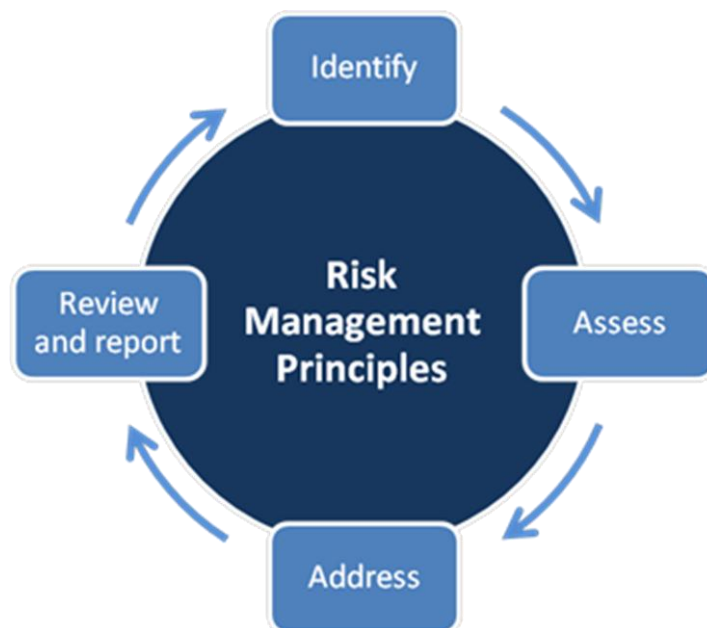 Identify
Risk
Management
Principles
Review
and report
Assess
Address